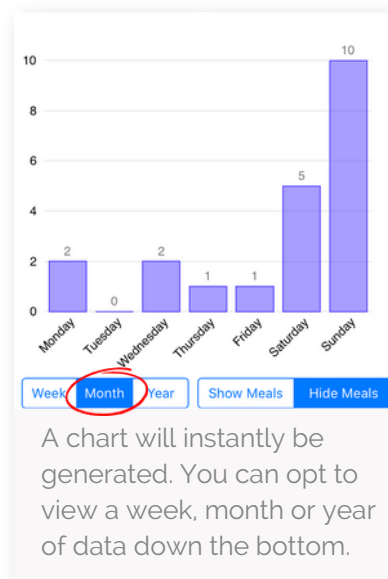 10
8
6
4
2
0
2
0
2
1
1
5
10
Monday
Tuesday
Wednesday
Thursday
Friday
Saturday
Sunday
Week Month Year Show Meals Hide Meals
A chart will instantly be
generated. You can opt to
view a week, month or year
of data down the bottom.